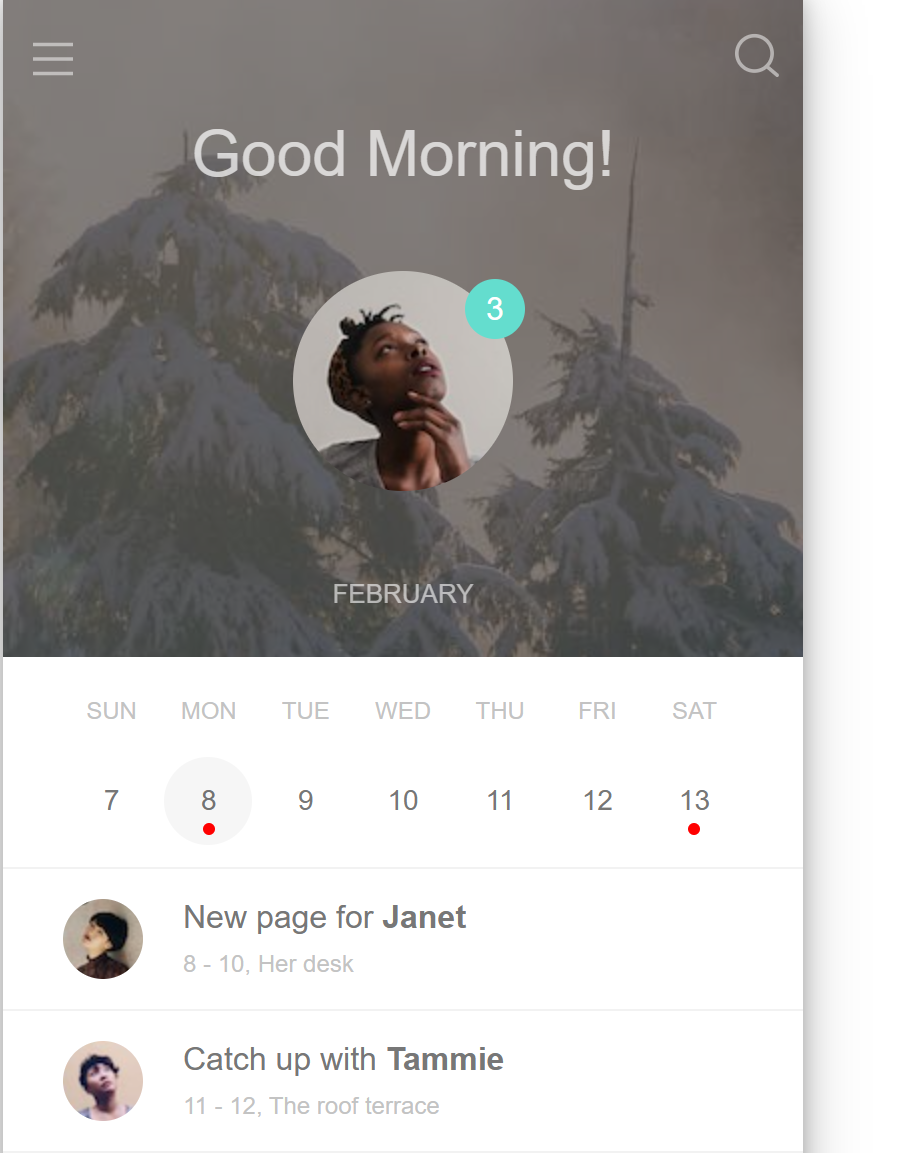 Good Morning!
3
FEBRUARY
SUN MON TUE WED THU FRI SAT
7 8 9 10 11 12 13
New page for Janet
8 - 10, Her desk
Catch up with Tammie
11 - 12, The roof terrace